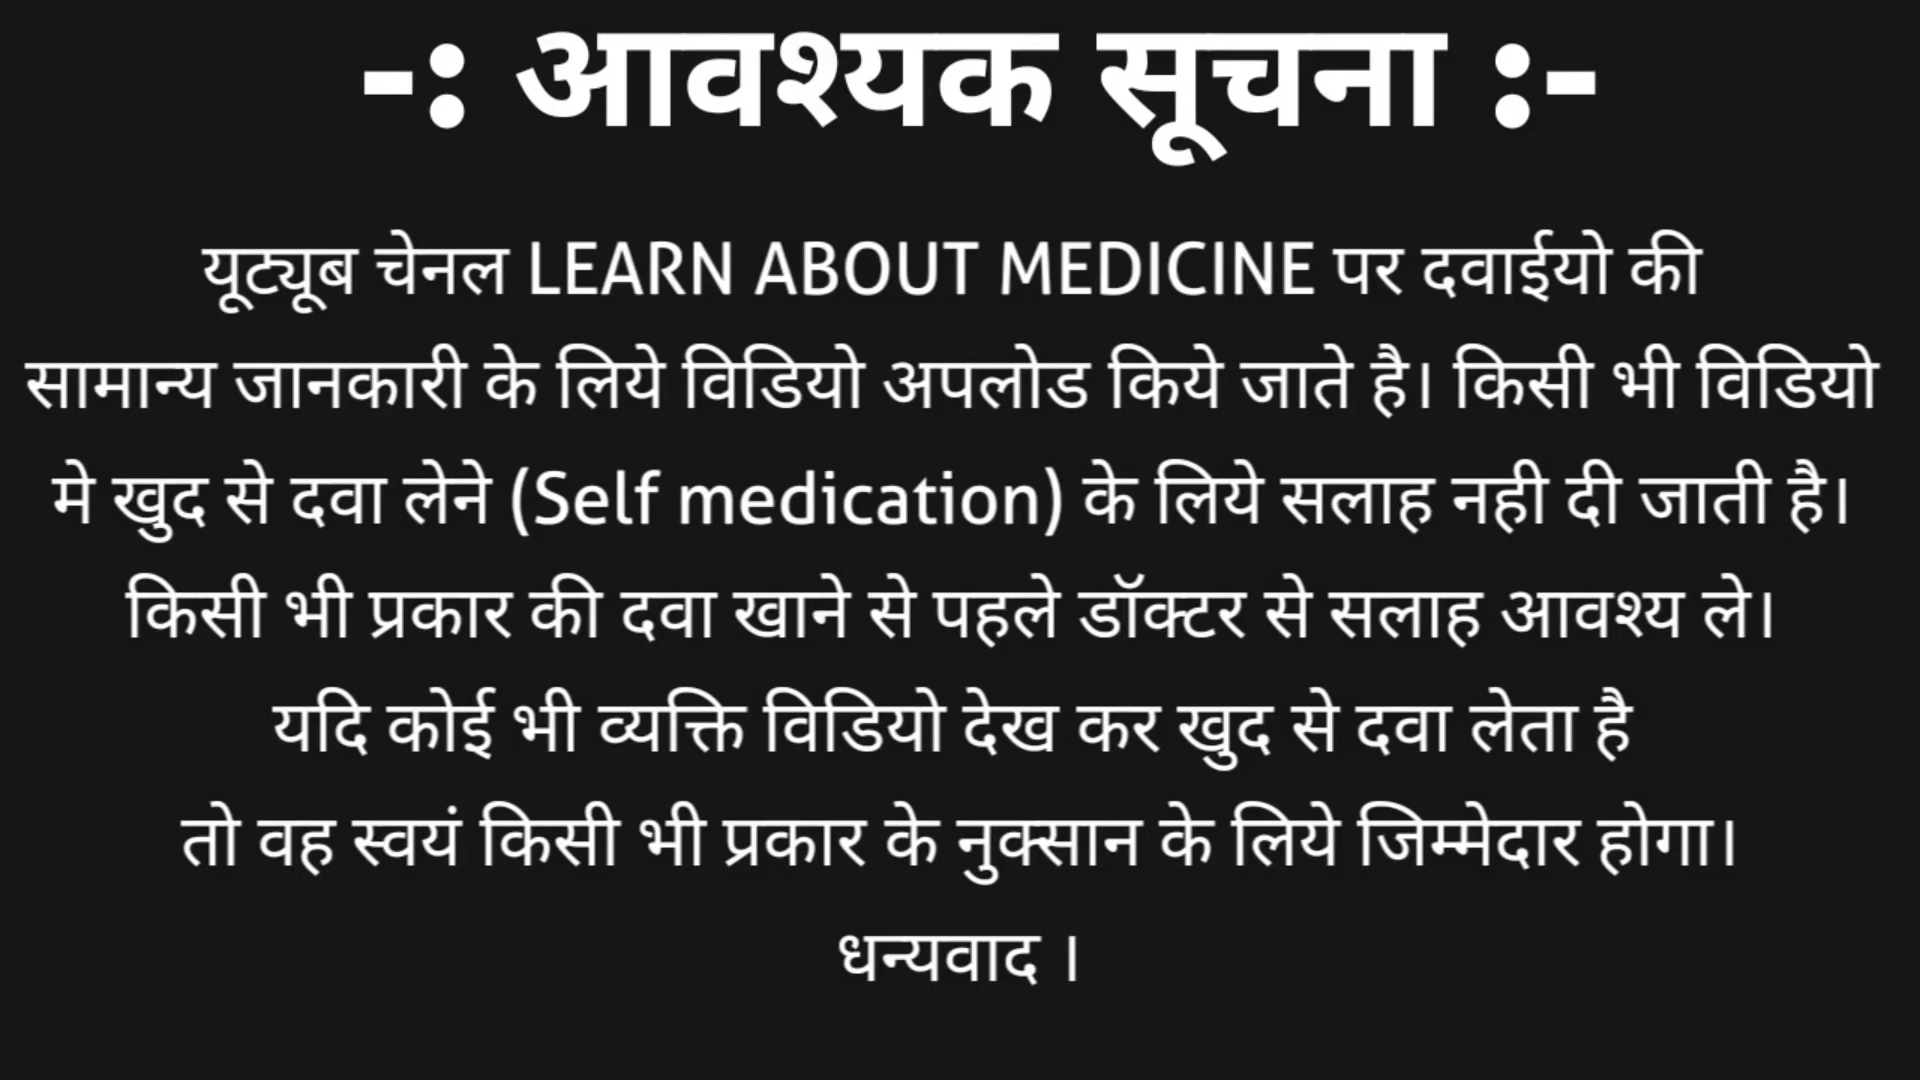 -: आवश्यक सूचना :-
यूट्यूब चेनल LEARN ABOUT MEDICINE पर दवाईयो की
सामान्य जानकारी के लिये विडियो अपलोड किये जाते है। किसी भी विडियो
मे खुद से दवा लेने (Self medication) के लिये सलाह नही दी जाती है।
किसी भी प्रकार की दवा खाने से पहले डॉक्टर से सलाह आवश्य ले।
यदि कोई भी व्यक्ति विडियो देख कर खुद से दवा लेता है
तो वह स्वयं किसी भी प्रकार के नुक्सान के लिये जिम्मेदार होगा।
धन्यवाद ।